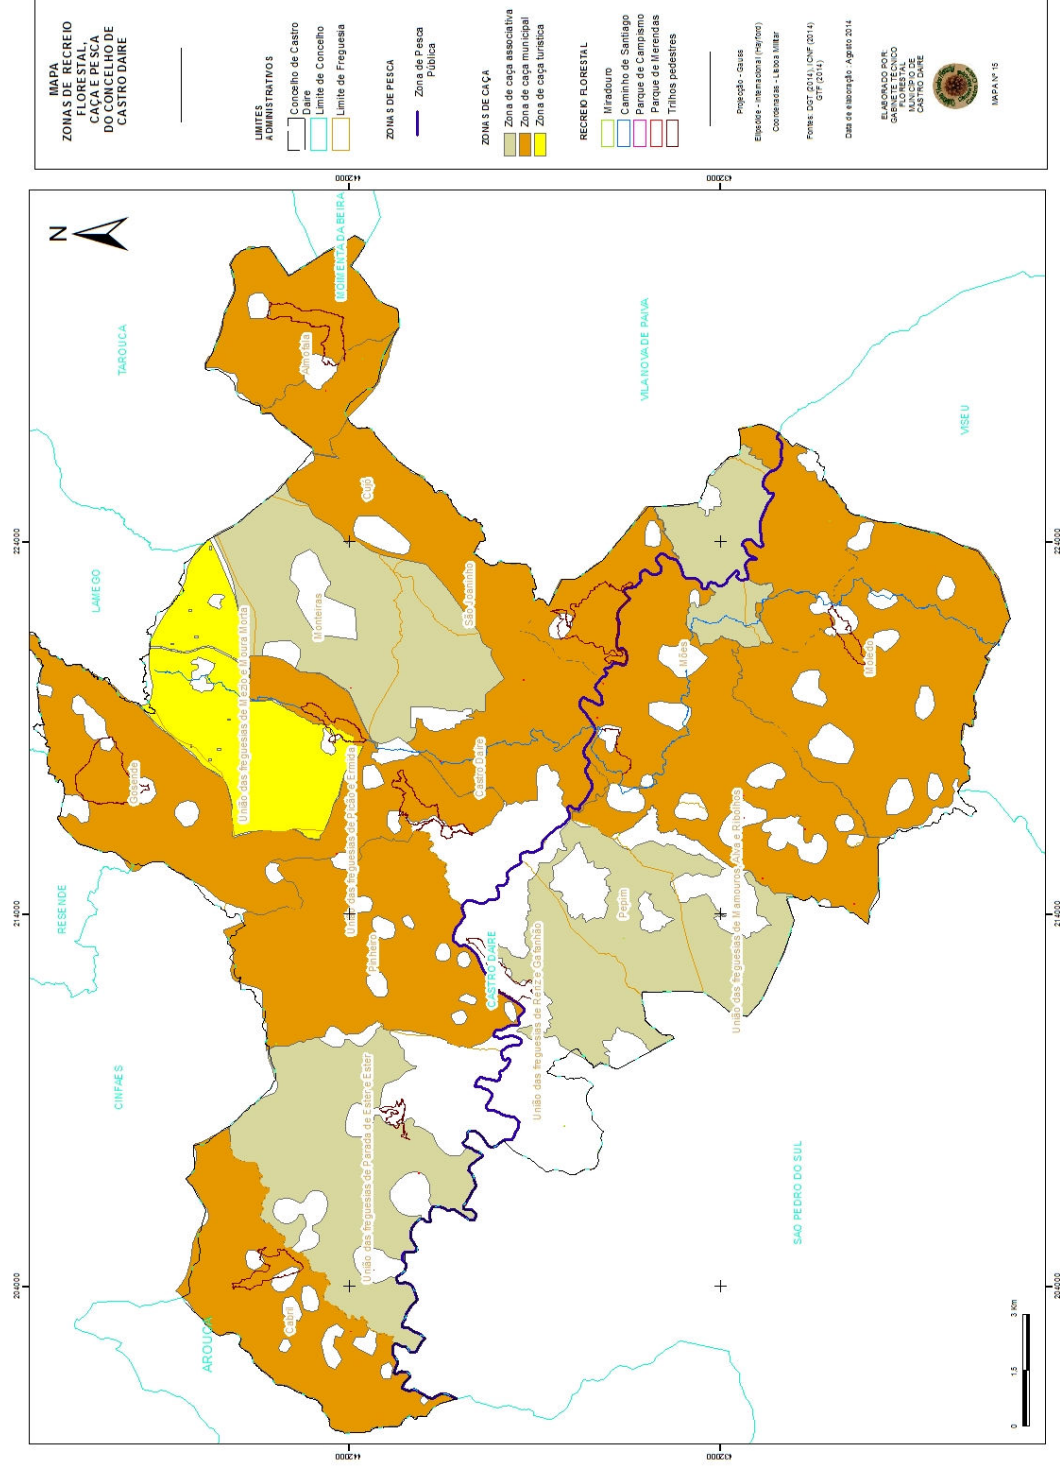 MAPA
ZONAS DE RECREIO
FLORESTAL,
CAÇA E PESCA
DO CONCELHO DE
CASTRO DAIRE
LIMITES
ADMINISTRATIVOS
Concelho de Castro
Daire
Limite de Concelho
Limite de Freguesia
ZONAS DE PESCA
Zona de Pesca
Pública
ZONAS DE CAÇA
Zona de caça associativa
Zona de caça municipal
Zona de caça turística
RECREIO FLORESTAL
Miradouro
Caminho de Santiago
Parque de Campismo
Parque de Merendas
Trilhos pedestres
Projecção - Gauss
Elipsóide - Internacional (Hayford)
Coordenadas - Lisboa Militar
Fontes: DGT (2014), ICNF (2014)
GTF (2014)
Data de elaboração: Agosto 2014
ELABORADO POR:
GABINETE TÉCNICO
FLORESTAL
MUNICÍPIO DE
CASTRO DAIRE
MAPA Nº 15
N
204000
214000
224000
204000
214000
224000
442000
432000
442000
432000
AROUCA
CINFAES
RESENDE
LAMEGO
TAROUCA
MOIMENTA DA BEIRA
VILA NOVA DE PAIVA
VISEU
SAO PEDRO DO SUL
CASTRO DAIRE
Cabril
União das freguesias de Parada de Ester e Ester
Pinheiro
União das freguesias de Picão e Ermida
Gosende
União das freguesias de Mezio e Moura Morta
Monteiras
Almofala
Cujó
São Joaninho
Castro Daire
Mões
Moledo
Pepim
União das freguesias de Reriz e Gafanhão
União das freguesias de Mamouros, Alva e Ribolhos
0
1,5
3 Km